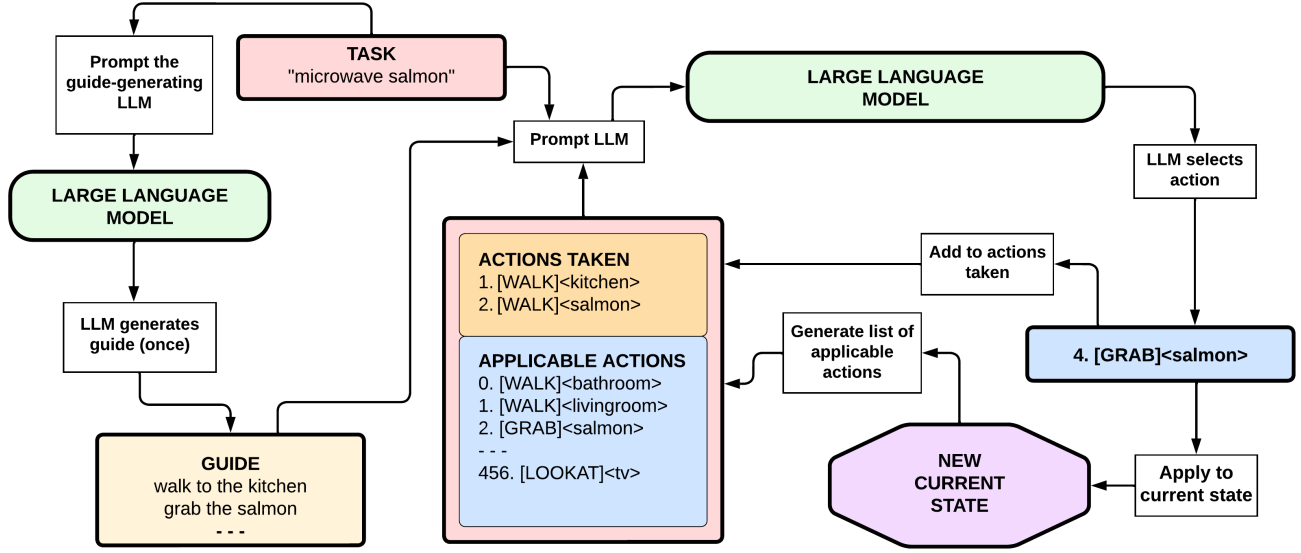 TASK
"microwave salmon"
Prompt the
guide-generating
LLM
LARGE LANGUAGE
MODEL
LLM generates
guide (once)
GUIDE
walk to the kitchen
grab the salmon
- - -
Prompt LLM
LARGE LANGUAGE
MODEL
LLM selects
action
4. [GRAB]<salmon>
Add to actions
taken
Apply to
current state
NEW
CURRENT
STATE
Generate list of
applicable
actions
ACTIONS TAKEN
1. [WALK]<kitchen>
2. [WALK]<salmon>
APPLICABLE ACTIONS
0. [WALK]<bathroom>
1. [WALK]<livingroom>
2. [GRAB]<salmon>
- - -
456. [LOOKAT]<tv>